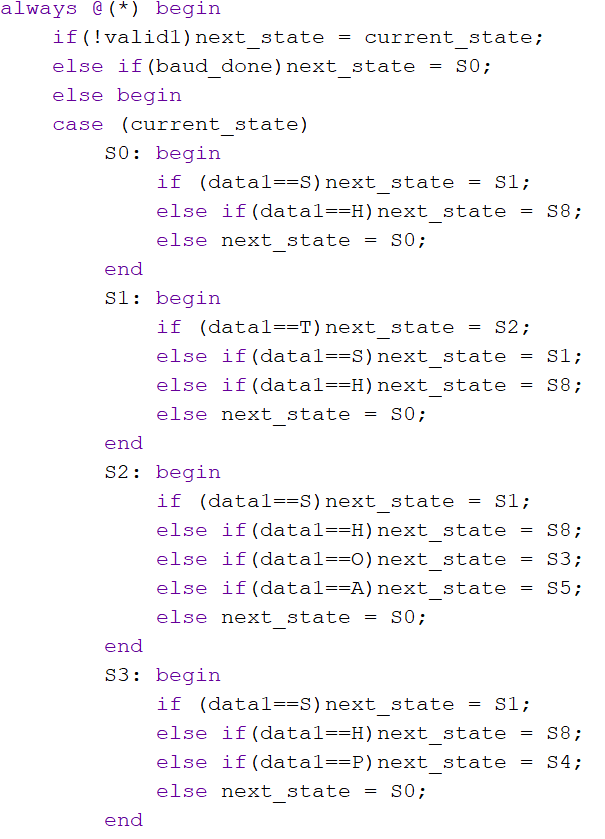 always @(*) begin
    if(!valid1)next_state = current_state;
    else if(baud_done)next_state = S0;
    else begin
    case (current_state)
        S0: begin
            if (data1==S)next_state = S1;
            else if(data1==H)next_state = S8;
            else next_state = S0;
        end
        S1: begin
            if (data1==T)next_state = S2;
            else if(data1==S)next_state = S1;
            else if(data1==H)next_state = S8;
            else next_state = S0;
        end
        S2: begin
            if (data1==S)next_state = S1;
            else if(data1==H)next_state = S8;
            else if(data1==O)next_state = S3;
            else if(data1==A)next_state = S5;
            else next_state = S0;
        end
        S3: begin
            if (data1==S)next_state = S1;
            else if(data1==H)next_state = S8;
            else if(data1==P)next_state = S4;
            else next_state = S0;
        end